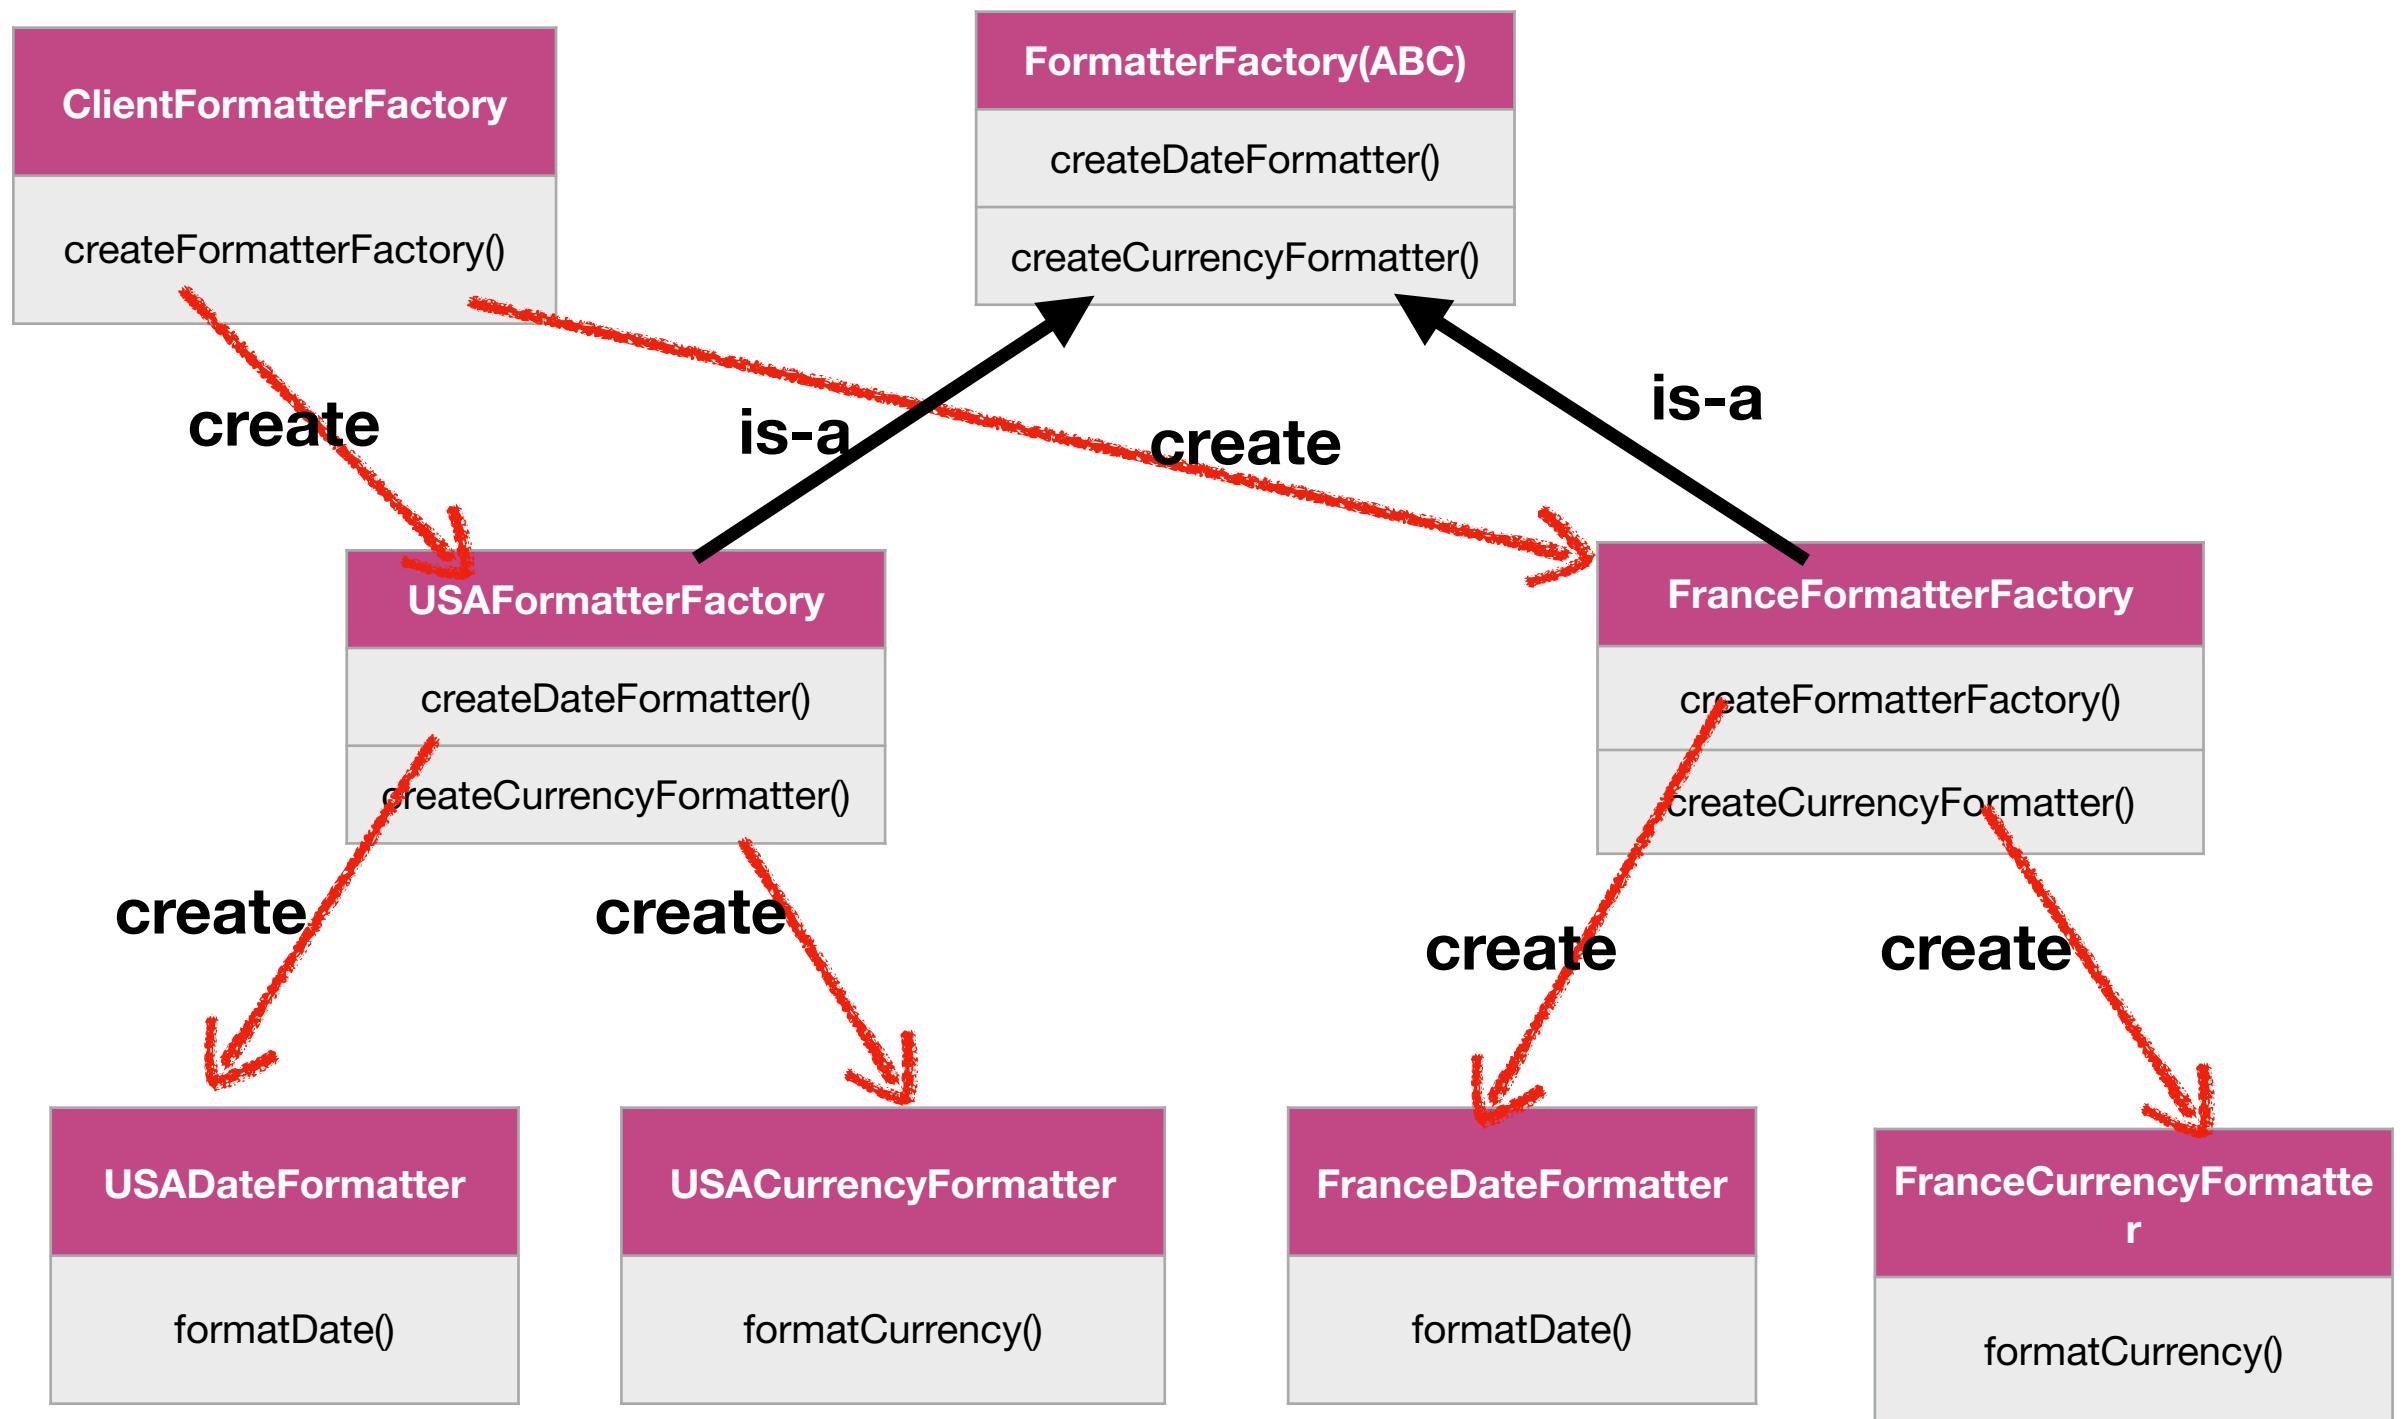 ClientFormatterFactory
createFormatterFactory()
FormatterFactory(ABC)
createDateFormatter()
createCurrencyFormatter()
create
is-a
create
is-a
USAFormatterFactory
createDateFormatter()
createCurrencyFormatter()
FranceFormatterFactory
createFormatterFactory()
createCurrencyFormatter()
create
create
create
create
USADateFormatter
formatDate()
USACurrencyFormatter
formatCurrency()
FranceDateFormatter
formatDate()
FranceCurrencyFormatte
r
formatCurrency()